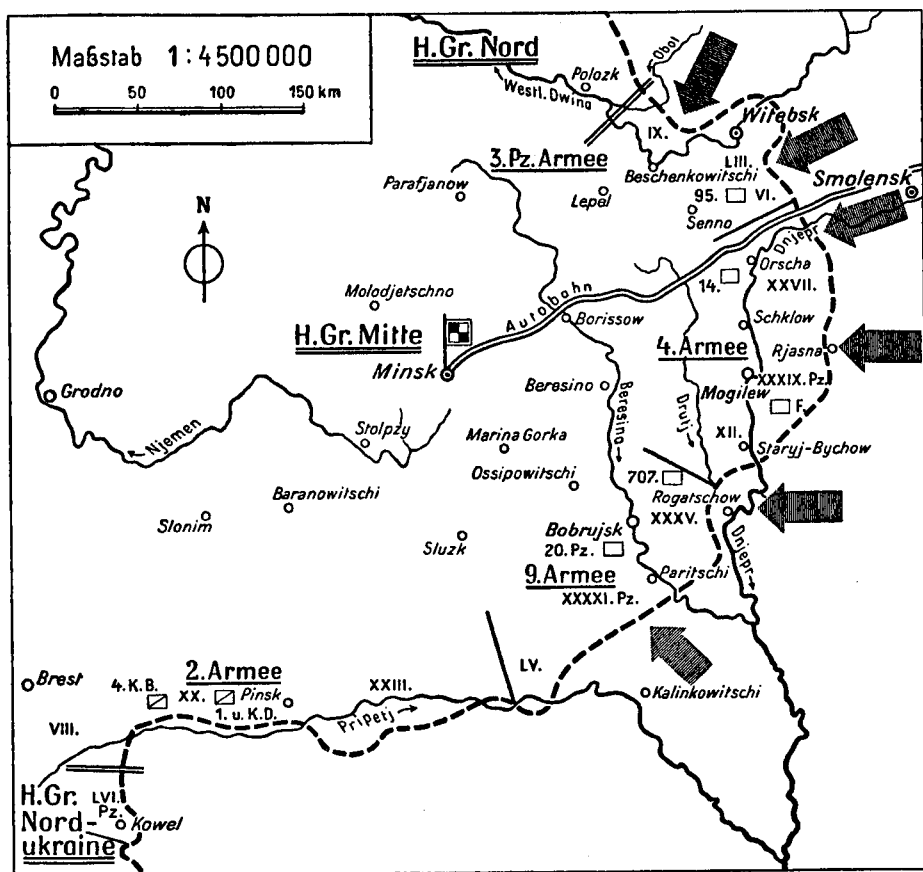 Maßstab 1:4500000
0 50 100 150 km
H.Gr. Nord
Obol
Polozk
Westl. Dwina
Witebsk
IX.
3. Pz. Armee
LIII.
Beschenkowitschi
Smolensk
Parafjanow
Lepel
95. VI.
Senno
N
Dnjepr
Orscha
14.
XXVII.
Molodjetschno
Autobahn
Borissow
Schklow
H.Gr. Mitte
4. Armee
Rjasna
Minsk
XXXIX. Pz.
Grodno
Beresino
Mogilew
F.
Njemen
Stolpzy
Beresina
Drutj
XII.
Marina Gorka
Staryj-Bychow
Ossipowitschi
707.
Baranowitschi
Rogatschow
Slonim
XXXV.
Bobrujsk
Sluzk
20. Pz.
Dnjepr
9. Armee
Paritschi
XXXXI. Pz.
2. Armee
LV.
Brest
4. K.B.
XX.
Pinsk
XXIII.
Kalinkowitschi
1. u. K.D.
PriPetj
VIII.
H.Gr.
LVI.
Pz.
Nord-
Kowel
ukraine